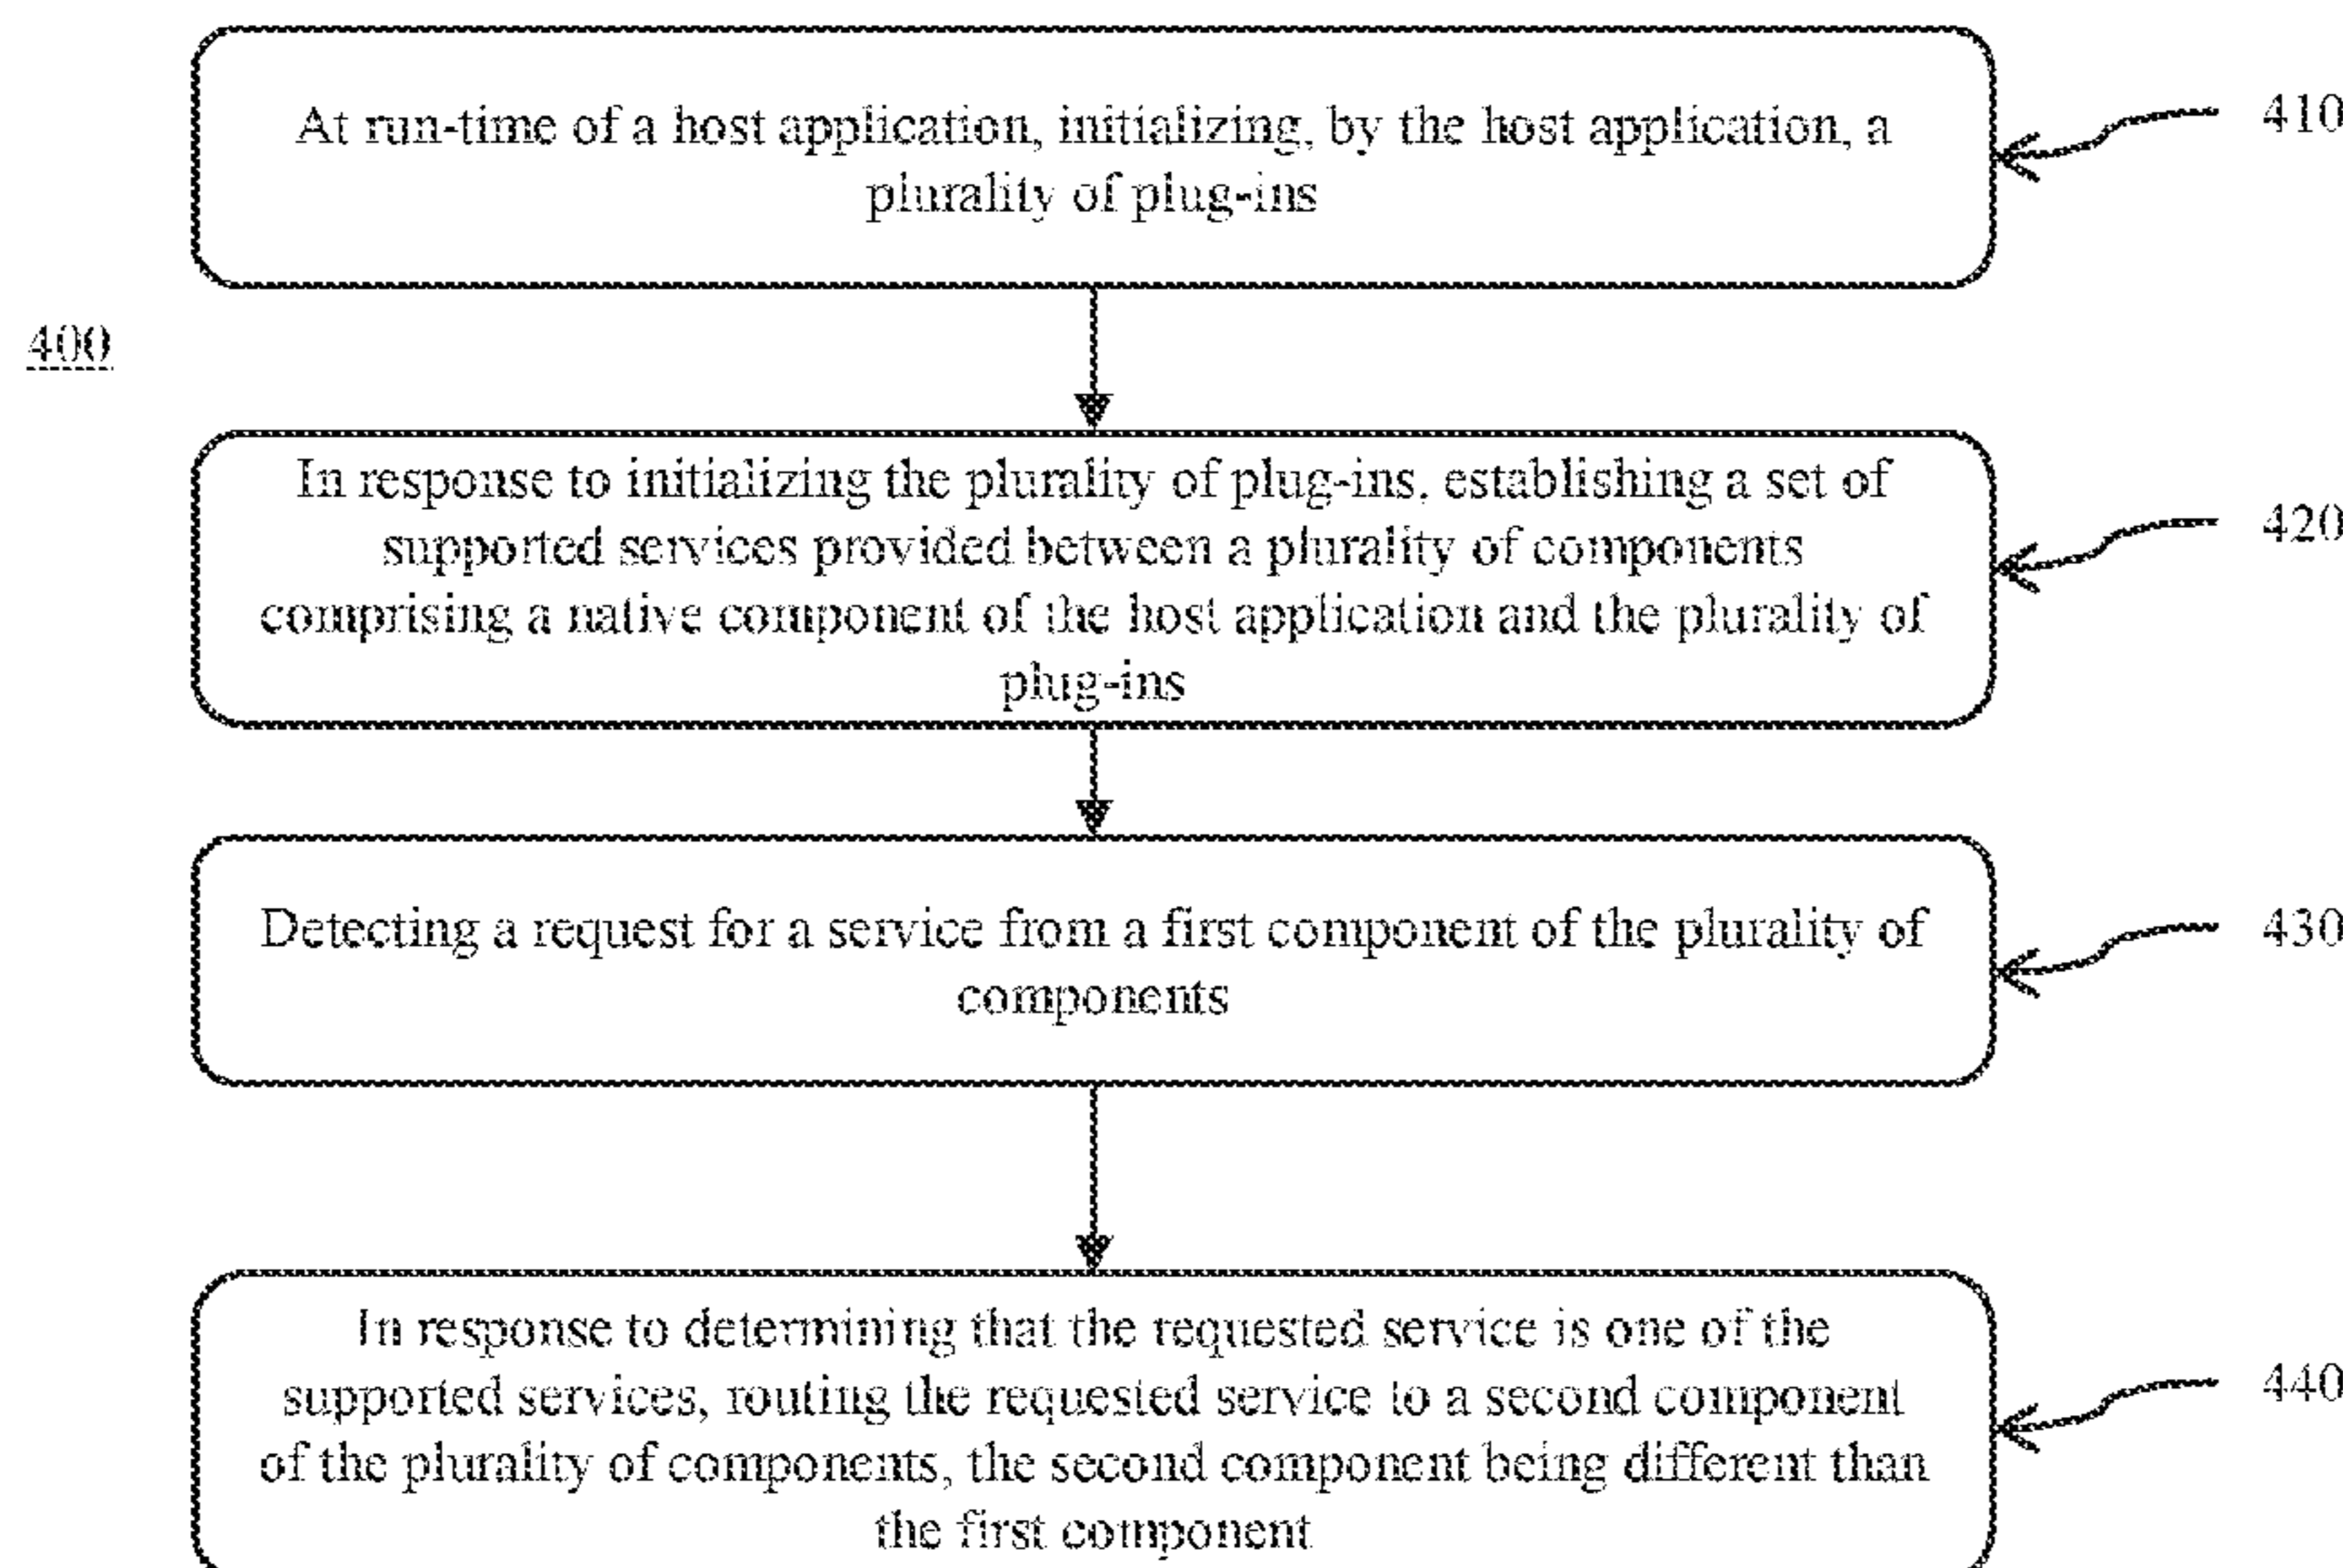 At run-time of a host application, initializing, by the host application, a
plurality of plug-ins
410
400
In response to initializing the plurality of plug-ins, establishing a set of
supported services provided between a plurality of components
comprising a native component of the host application and the plurality of
plug-ins
420
Detecting a request for a service from a first component of the plurality of
components
430
In response to determining that the requested service is one of the
supported services, routing the requested service to a second component
of the plurality of components, the second component being different than
the first component
440